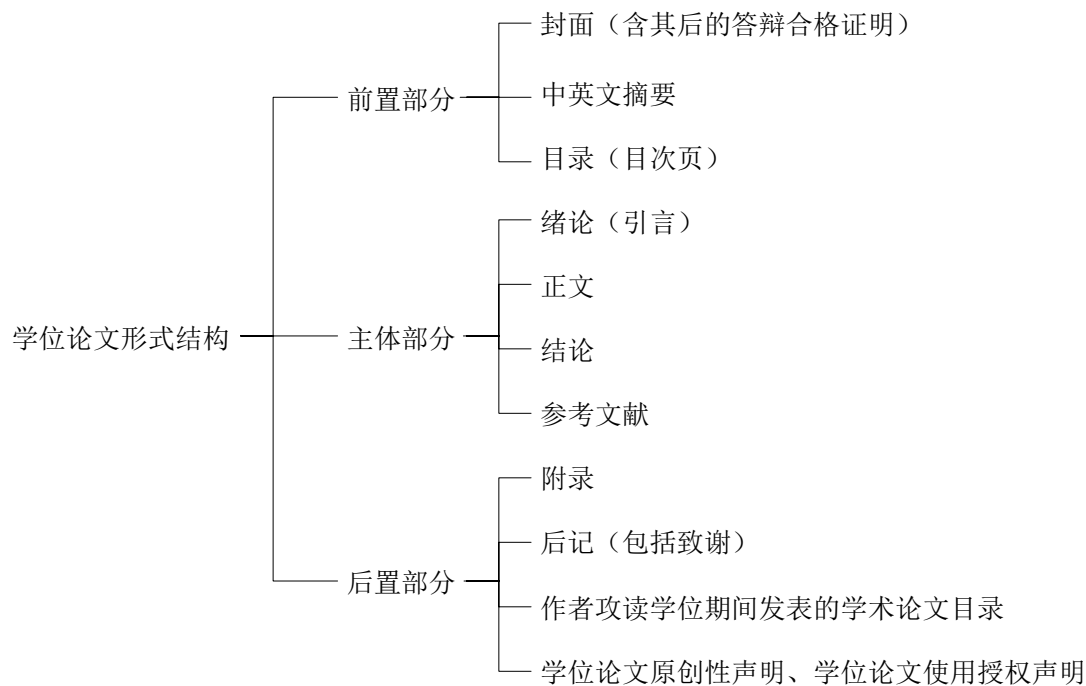 封面（含其后的答辩合格证明）
前置部分
中英文摘要
目录（目次页）
绪论（引言）
正文
学位论文形式结构
主体部分
结论
参考文献
附录
后记（包括致谢）
后置部分
作者攻读学位期间发表的学术论文目录
学位论文原创性声明、学位论文使用授权声明